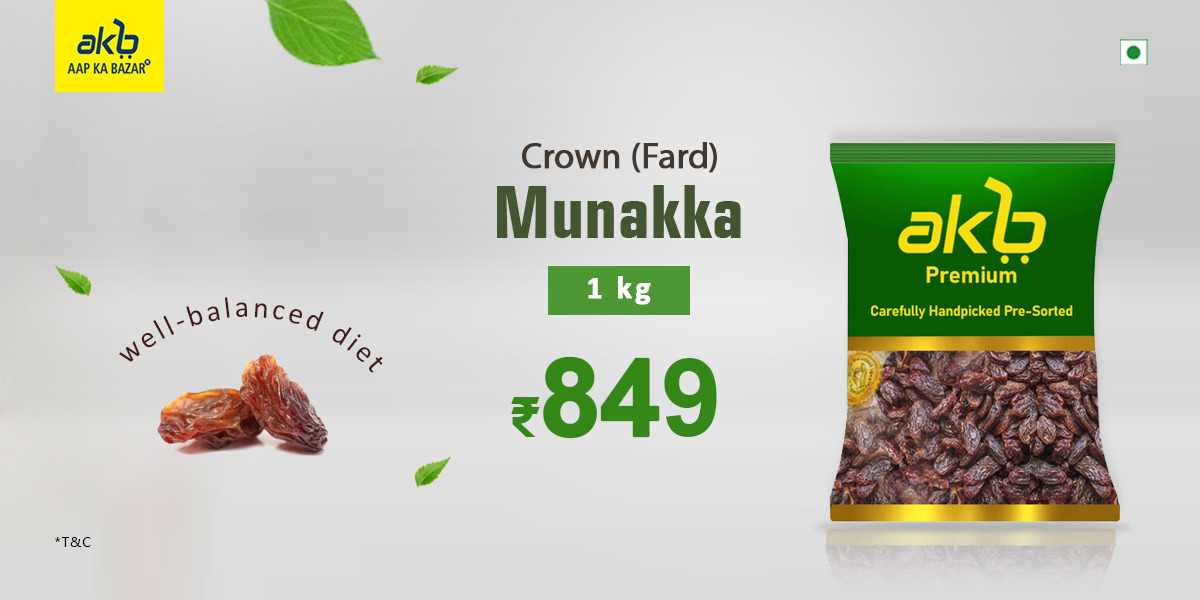 akb
AAP KA BAZAR
Crown (Fard)
Munakka
1 kg
₹849
well-balanced diet
akb
Premium
Carefully Handpicked Pre-Sorted
*T&C